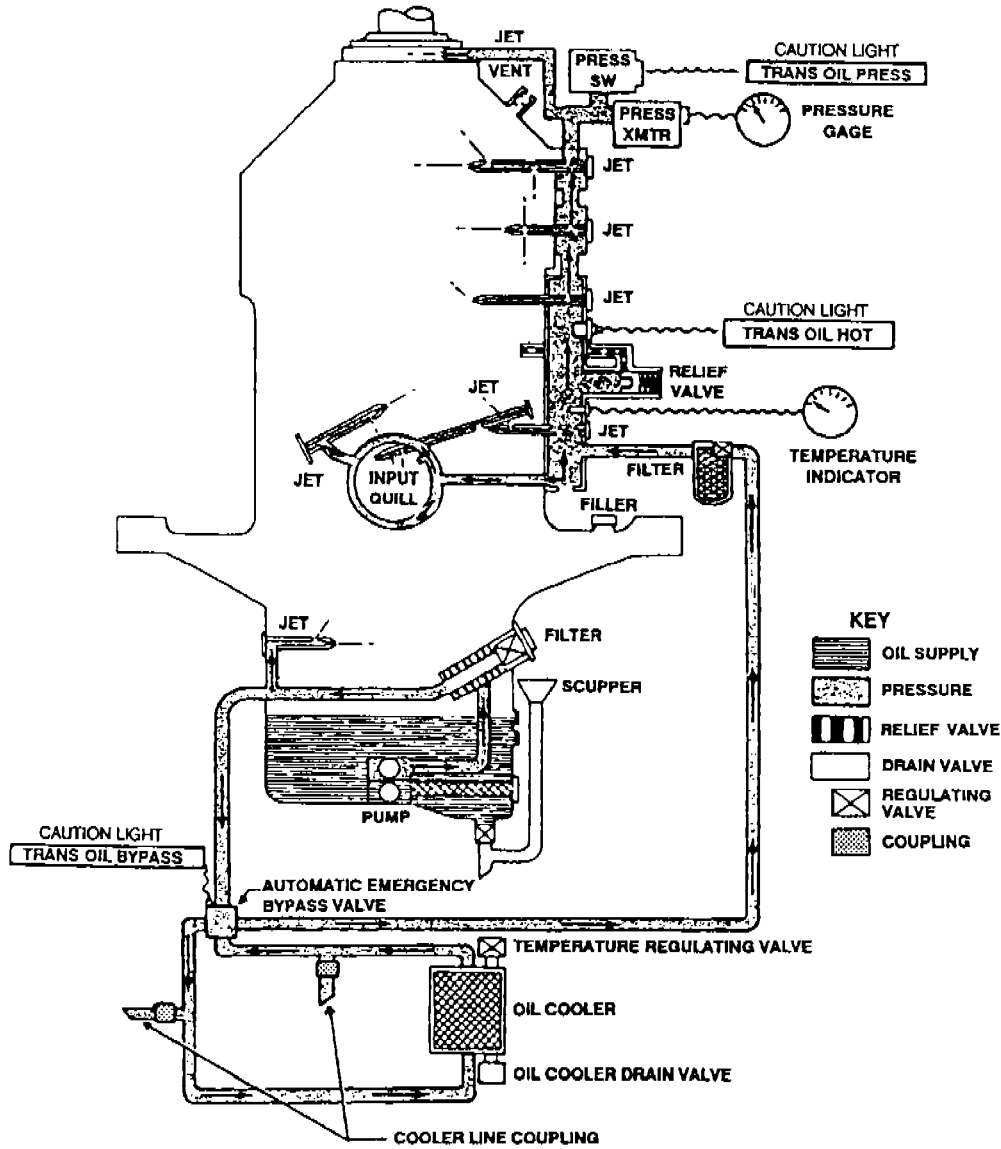 JET
VENT
PRESS
SW
CAUTION LIGHT
TRANS OIL PRESS
PRESS
XMTR
PRESSURE
GAGE
JET
JET
JET
CAUTION LIGHT
TRANS OIL HOT
RELIEF
VALVE
JET
JET
TEMPERATURE
INDICATOR
FILTER
JET
INPUT
QUILL
FILLER
JET
FILTER
SCUPPER
PUMP
KEY
OIL SUPPLY
PRESSURE
RELIEF VALVE
DRAIN VALVE
REGULATING
VALVE
COUPLING
CAUTION LIGHT
TRANS OIL BYPASS
AUTOMATIC EMERGENCY
BYPASS VALVE
TEMPERATURE REGULATING VALVE
OIL COOLER
OIL COOLER DRAIN VALVE
COOLER LINE COUPLING